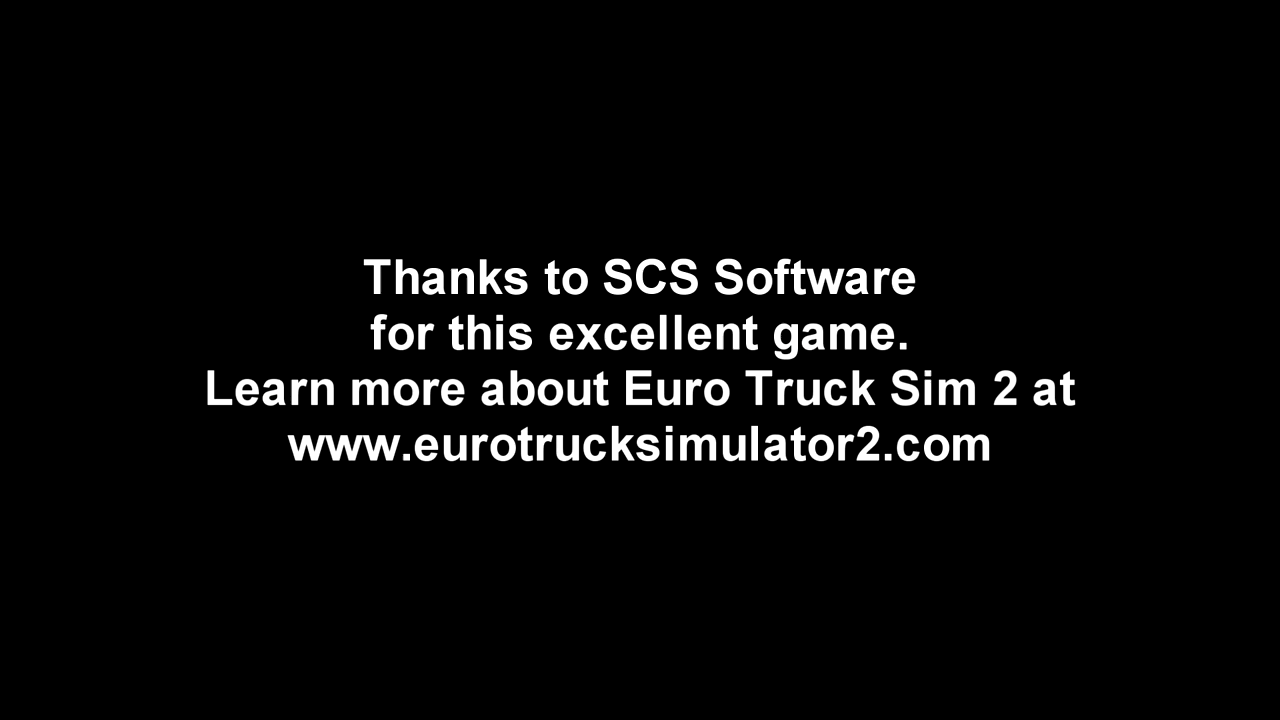 Thanks to SCS Software
for this excellent game.
Learn more about Euro Truck Sim 2 at
www.eurotrucksimulator2.com